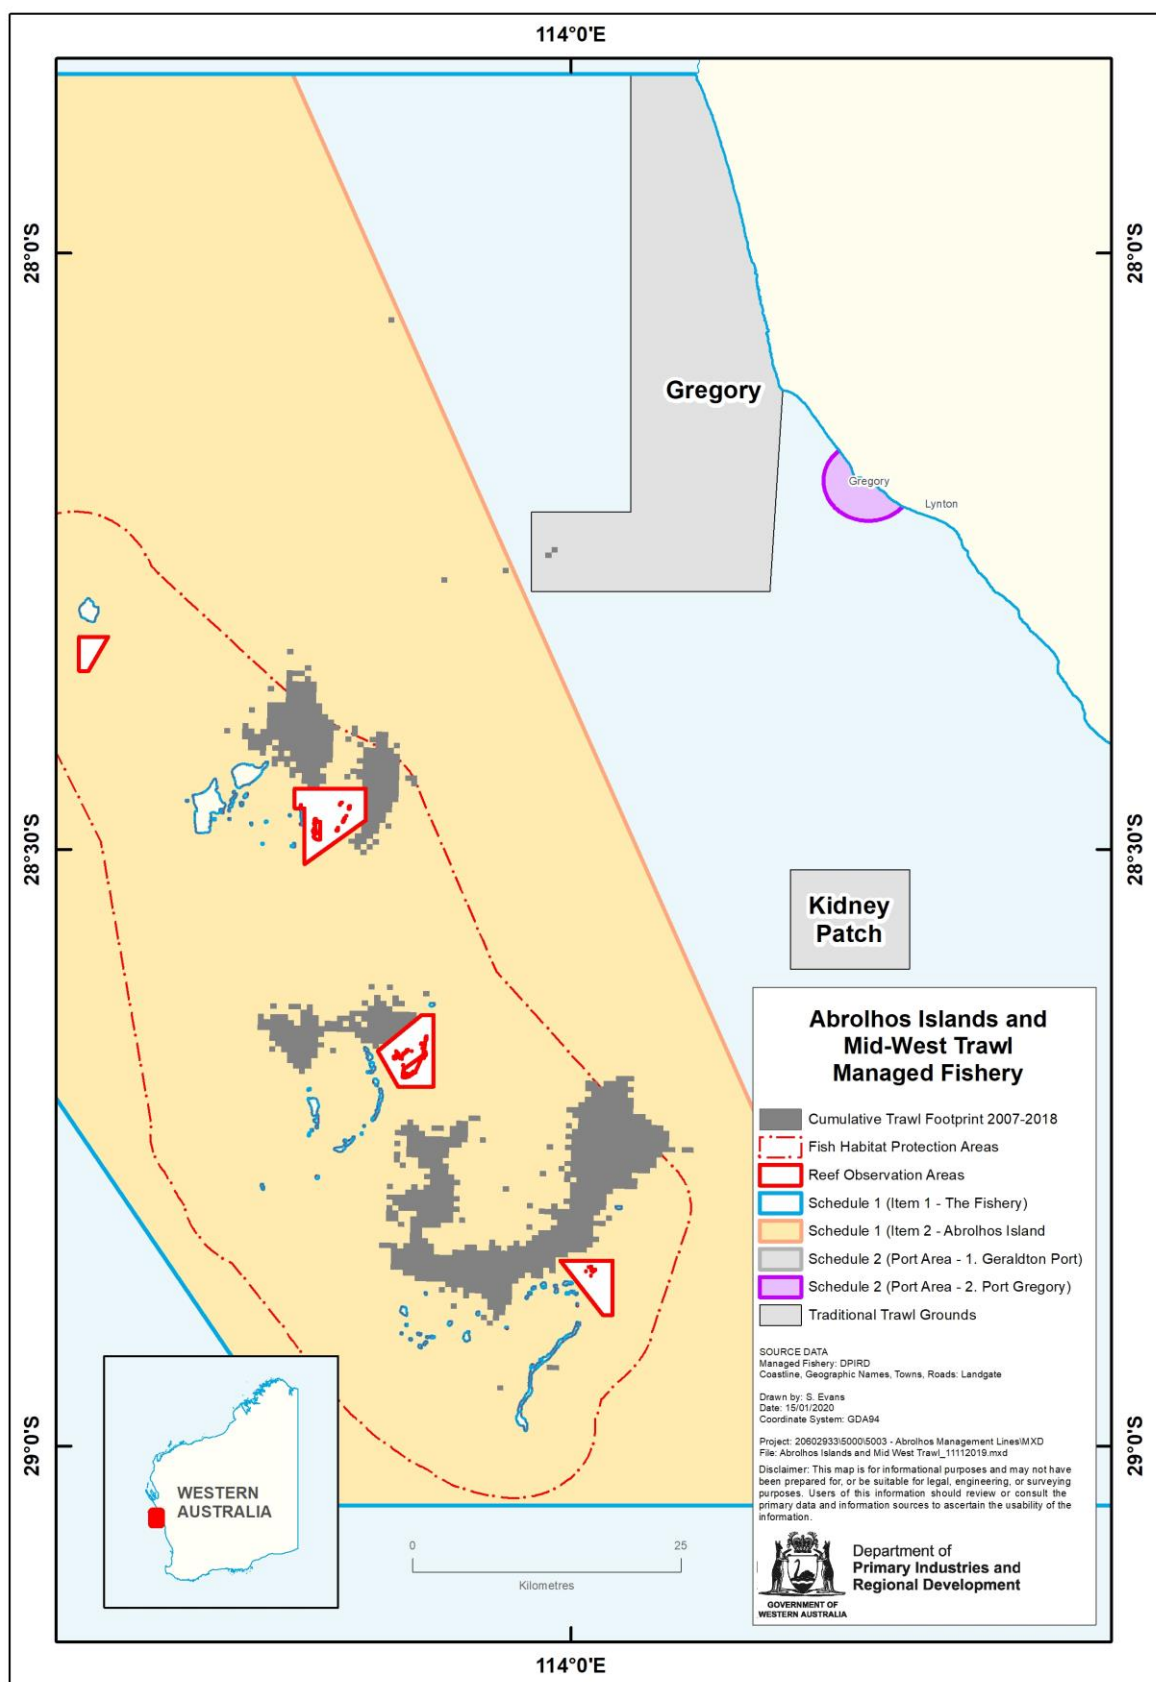 114°0'E
28°0'S
28°0'S
Gregory
Gregory
Lynton
28°30'S
28°30'S
Kidney
Patch
Abrolhos Islands and
Mid-West Trawl
Managed Fishery
Cumulative Trawl Footprint 2007-2018
Fish Habitat Protection Areas
Reef Observation Areas
Schedule 1 (Item 1 - The Fishery)
Schedule 1 (Item 2 - Abrolhos Island
Schedule 2 (Port Area - 1. Geraldton Port)
Schedule 2 (Port Area - 2. Port Gregory)
Traditional Trawl Grounds
SOURCE DATA
Managed Fishery: DPIRD
Coastline, Geographic Names, Towns, Roads: Landgate
Drawn by: S. Evans
Date: 15/01/2020
Coordinate System: GDA94
Project: 20602933\5000\5003 - Abrolhos Management Lines\MXD
File: Abrolhos Islands and Mid West Trawl_11112019.mxd
Disclaimer: This map is for informational purposes and may not have
been prepared for, or be suitable for legal, engineering, or surveying
purposes. Users of this information should review or consult the
primary data and information sources to ascertain the usability of the
information.
29°0'S
29°0'S
WESTERN
AUSTRALIA
0 25
Kilometres
Department of
Primary Industries and
Regional Development
GOVERNMENT OF
WESTERN AUSTRALIA
114°0'E